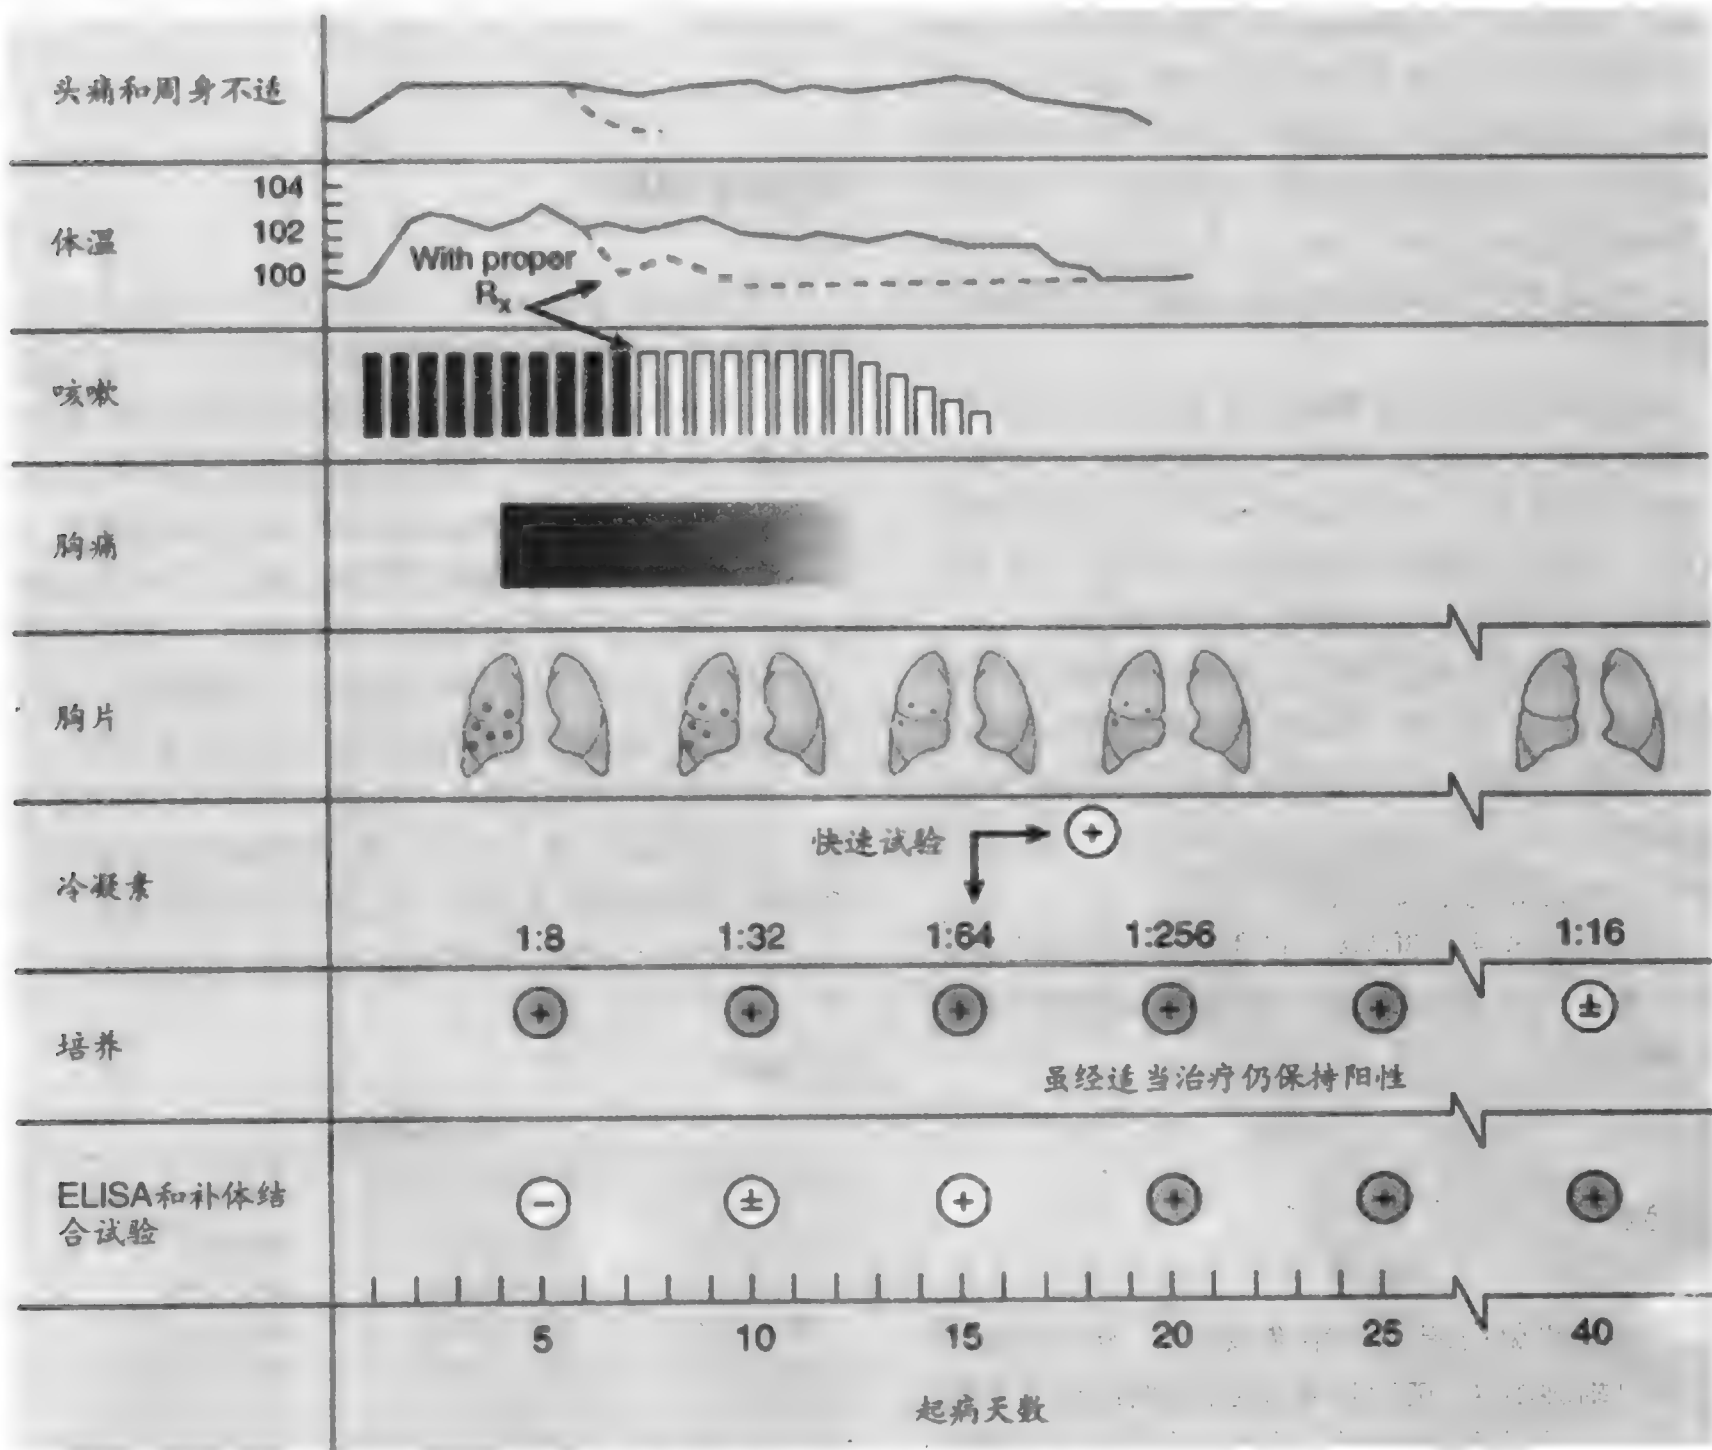 头痛和周身不适
104
体温
102
100
With proper
Rx
咳嗽
胸痛
胸片
快速试验
+
冷凝素
1:8 1:32 1:64 1:256 1:16
+ + + + + ±
培养
虽经适当治疗仍保持阳性
ELISA和补体结
合试验
− ± + + + +
5 10 15 20 25 40
起病天数